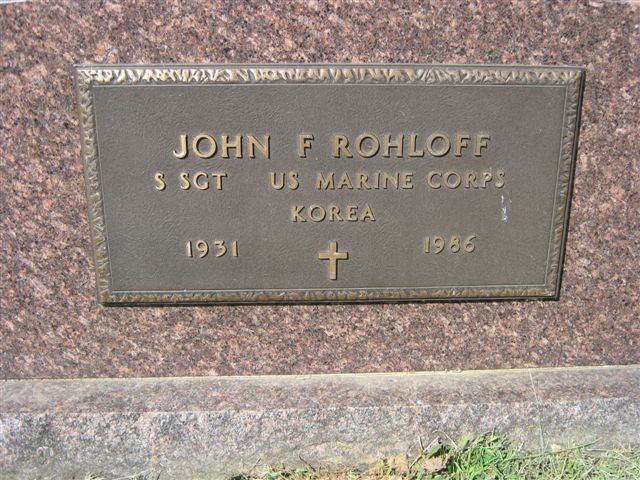 JOHN F ROHLOFF
S SGT US MARINE CORPS
KOREA
1931 1986